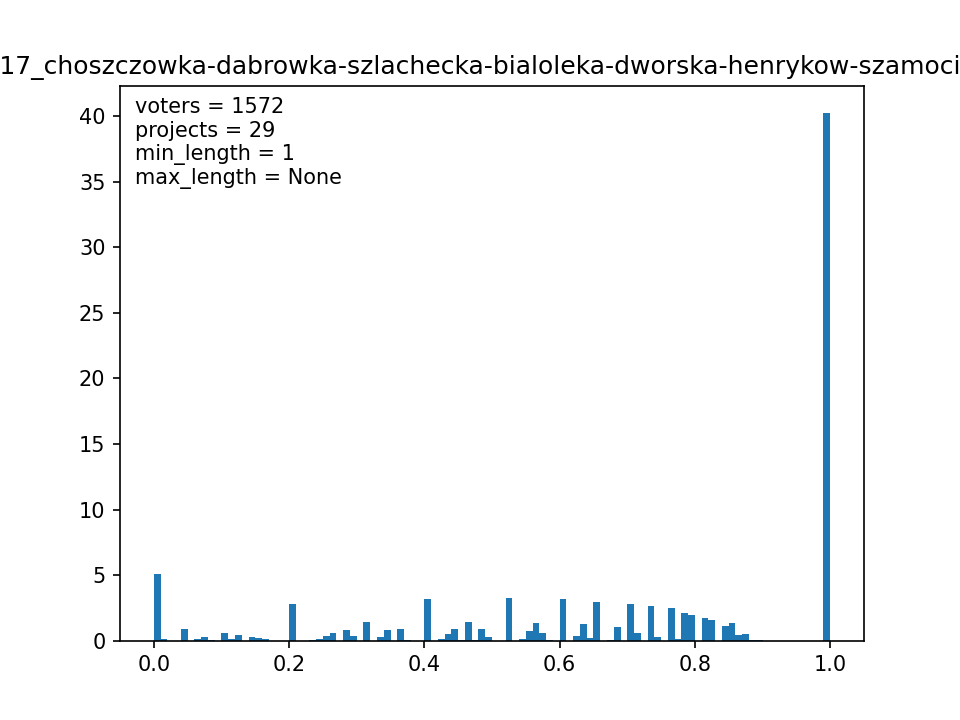 17_choszczowka-dabrowka-szlachecka-bialoleka-dworska-henrykow-szamoci
voters = 1572
projects = 29
min_length = 1
max_length = None
40
35
30
25
20
15
10
5
0
0.0 0.2 0.4 0.6 0.8 1.0